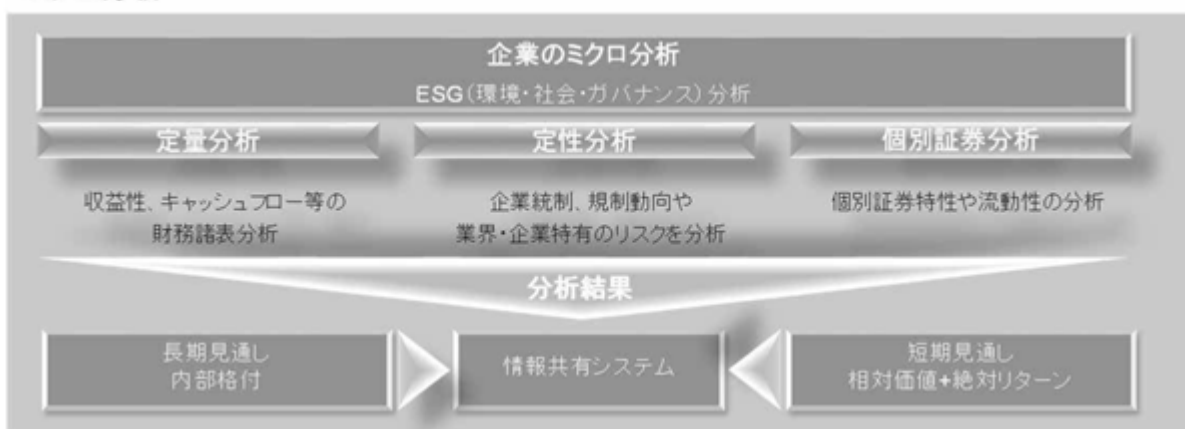 企業のミクロ分析
ESG(環境・社会・ガバナンス)分析
定量分析
定性分析
個別証券分析
収益性、キャッシュフロー等の
財務諸表分析
企業統制、規制動向や
業界・企業特有のリスクを分析
個別証券特性や流動性の分析
分析結果
長期見通し
内部格付
情報共有システム
短期見通し
相対価値+絶対リターン